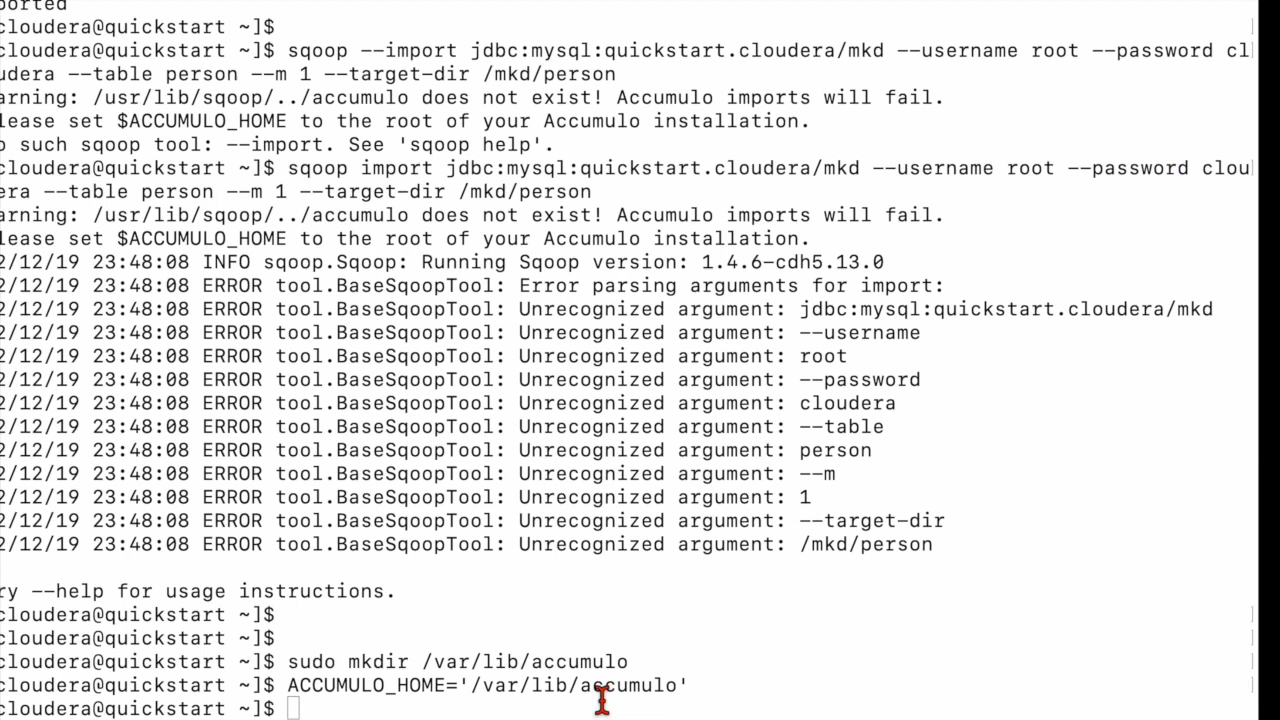 ported
cloudera@quickstart ~]$
cloudera@quickstart ~]$ sqoop --import jdbc:mysql:quickstart.cloudera/mkd --username root --password cl
udera --table person --m 1 --target-dir /mkd/person
arning: /usr/lib/sqoop/../accumulo does not exist! Accumulo imports will fail.
lease set $ACCUMULO_HOME to the root of your Accumulo installation.
o such sqoop tool: --import. See 'sqoop help'.
cloudera@quickstart ~]$ sqoop import jdbc:mysql:quickstart.cloudera/mkd --username root --password clou
era --table person --m 1 --target-dir /mkd/person
arning: /usr/lib/sqoop/../accumulo does not exist! Accumulo imports will fail.
lease set $ACCUMULO_HOME to the root of your Accumulo installation.
2/12/19 23:48:08 INFO sqoop.Sqoop: Running Sqoop version: 1.4.6-cdh5.13.0
2/12/19 23:48:08 ERROR tool.BaseSqoopTool: Error parsing arguments for import:
2/12/19 23:48:08 ERROR tool.BaseSqoopTool: Unrecognized argument: jdbc:mysql:quickstart.cloudera/mkd
2/12/19 23:48:08 ERROR tool.BaseSqoopTool: Unrecognized argument: --username
2/12/19 23:48:08 ERROR tool.BaseSqoopTool: Unrecognized argument: root
2/12/19 23:48:08 ERROR tool.BaseSqoopTool: Unrecognized argument: --password
2/12/19 23:48:08 ERROR tool.BaseSqoopTool: Unrecognized argument: cloudera
2/12/19 23:48:08 ERROR tool.BaseSqoopTool: Unrecognized argument: --table
2/12/19 23:48:08 ERROR tool.BaseSqoopTool: Unrecognized argument: person
2/12/19 23:48:08 ERROR tool.BaseSqoopTool: Unrecognized argument: --m
2/12/19 23:48:08 ERROR tool.BaseSqoopTool: Unrecognized argument: 1
2/12/19 23:48:08 ERROR tool.BaseSqoopTool: Unrecognized argument: --target-dir
2/12/19 23:48:08 ERROR tool.BaseSqoopTool: Unrecognized argument: /mkd/person
ry --help for usage instructions.
cloudera@quickstart ~]$
cloudera@quickstart ~]$
cloudera@quickstart ~]$ sudo mkdir /var/lib/accumulo
cloudera@quickstart ~]$ ACCUMULO_HOME='/var/lib/accumulo'
cloudera@quickstart ~]$